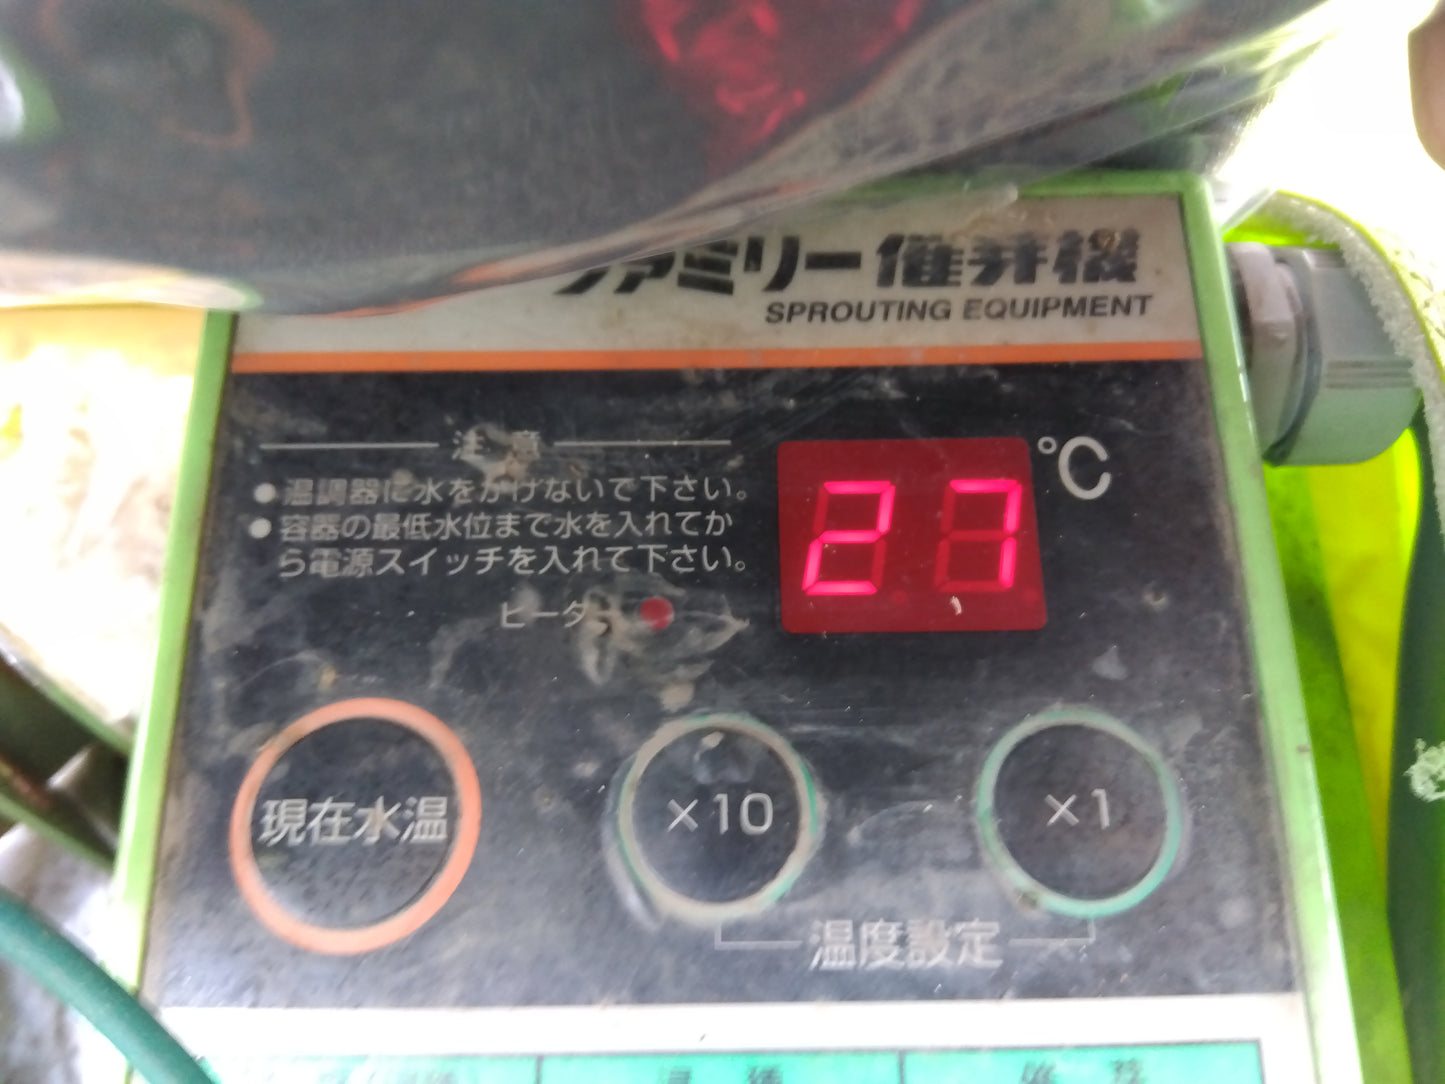 ファミリー催芽機
SPROUTING EQUIPMENT
注意
℃
●温調器に水をかけないで下さい。
●容器の最低水位まで水を入れてか
ら電源スイッチを入れて下さい。
27
ヒーター
現在水温
×10
×1
温度設定